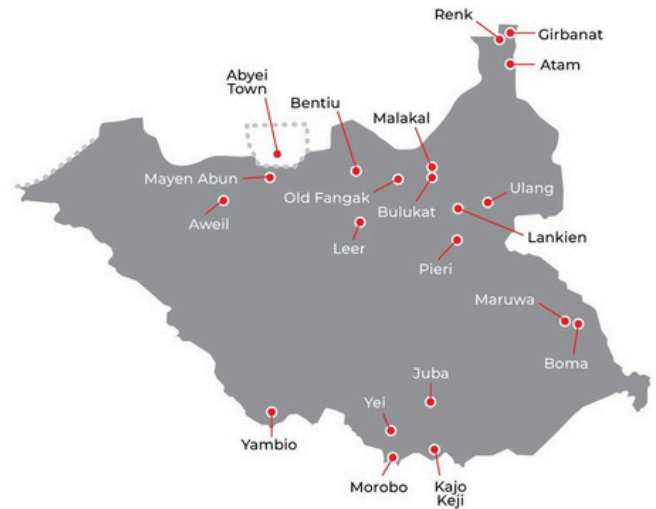 Renk
Girbanat
Atam
Abyei
Town
Bentiu
Malakal
Mayen Abun
Old Fangak
Bulukat
Ulang
Aweil
Leer
Lankien
Pieri
Maruwa
Boma
Juba
Yei
Yambio
Morobo
Kajo
Keji